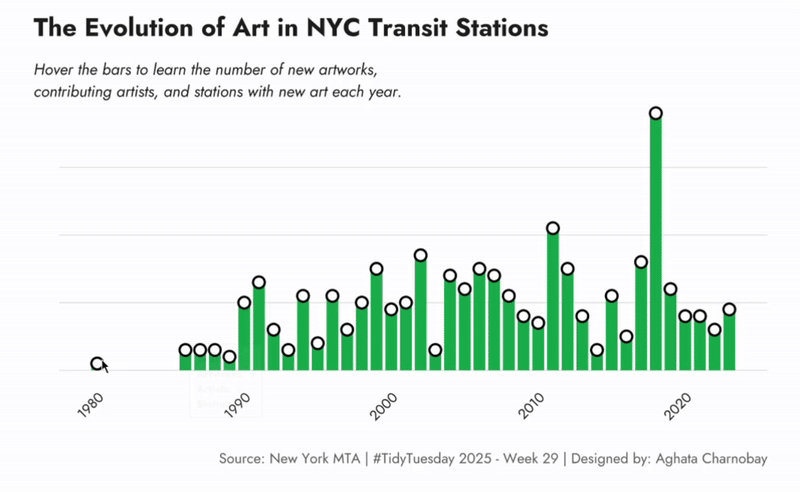 The Evolution of Art in NYC Transit Stations
Hover the bars to learn the number of new artworks,
contributing artists, and stations with new art each year.
1980
1990
2000
2010
2020
Source: New York MTA | #TidyTuesday 2025 - Week 29 | Designed by: Aghata Charnobay